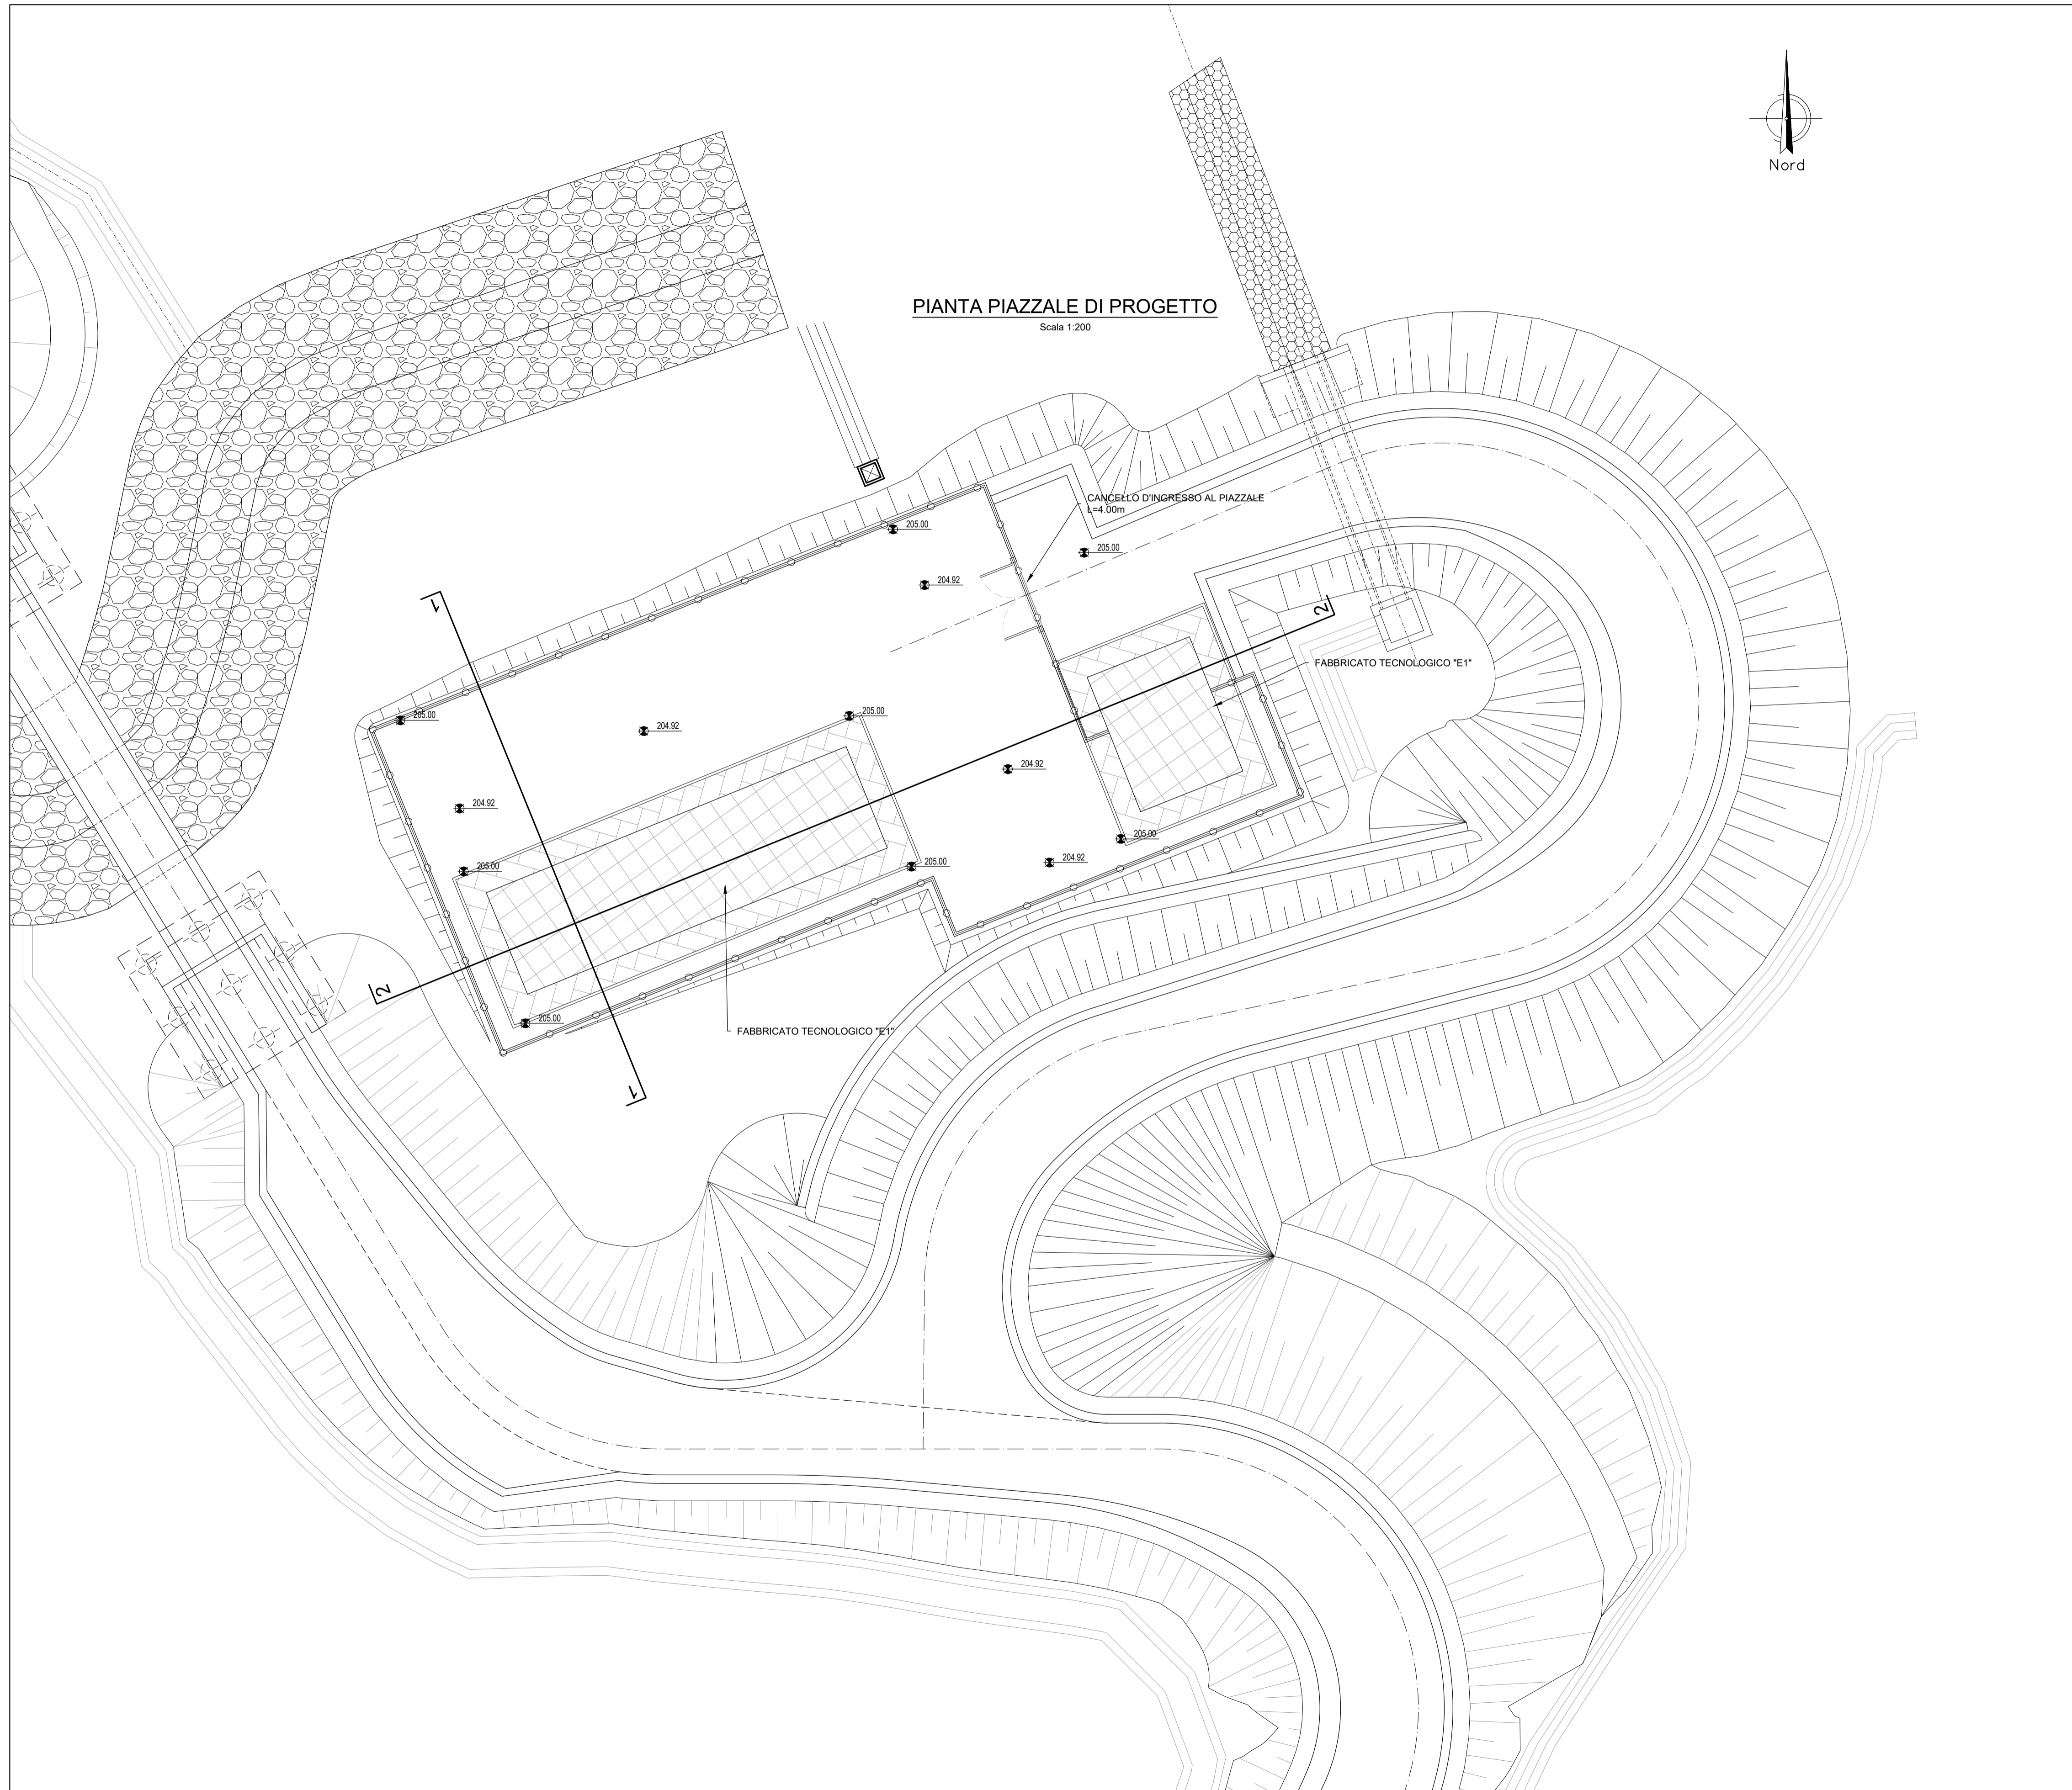 Nord
PIANTA PIAZZALE DI PROGETTO
Scala 1:200
CANCELLO D'INGRESSO AL PIAZZALE
L=4.00m
205.00
205.00
204.92
1
2
FABBRICATO TECNOLOGICO "E1"
205.00
205.00
204.92
204.92
204.92
205.00
204.92
205.00
205.00
2
205.00
FABBRICATO TECNOLOGICO "E1"
1